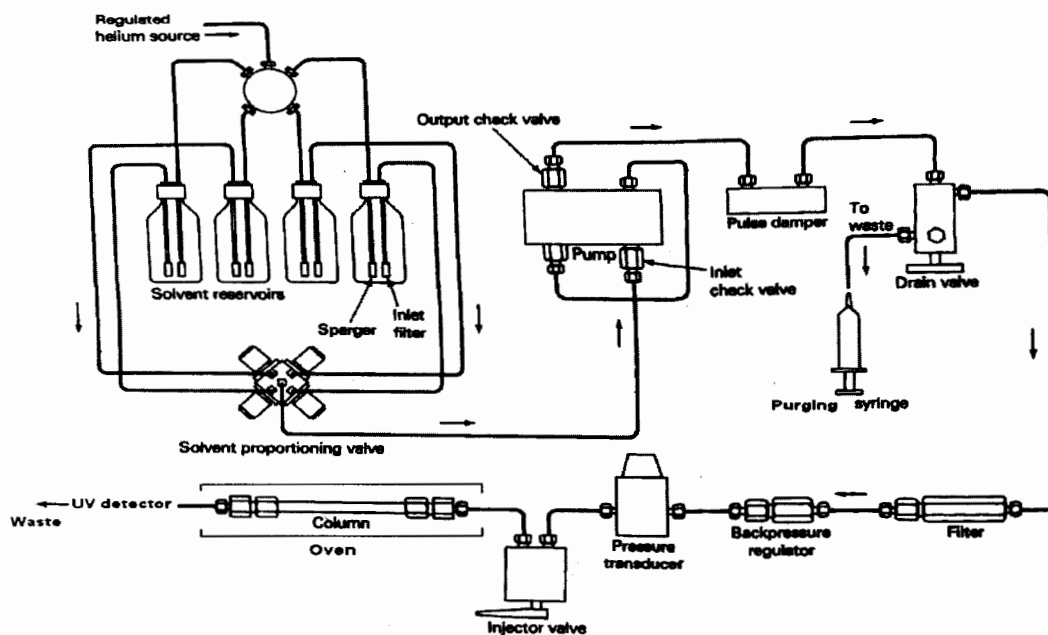 Regulated
helium source
Output check valve
Pump
Inlet
check valve
Pulse damper
To
waste
Drain valve
Purging syringe
Solvent reservoirs
Sparger
Inlet
filter
Solvent proportioning valve
UV detector
Waste
Column
Oven
Injector valve
Pressure
transducer
Backpressure
regulator
Filter